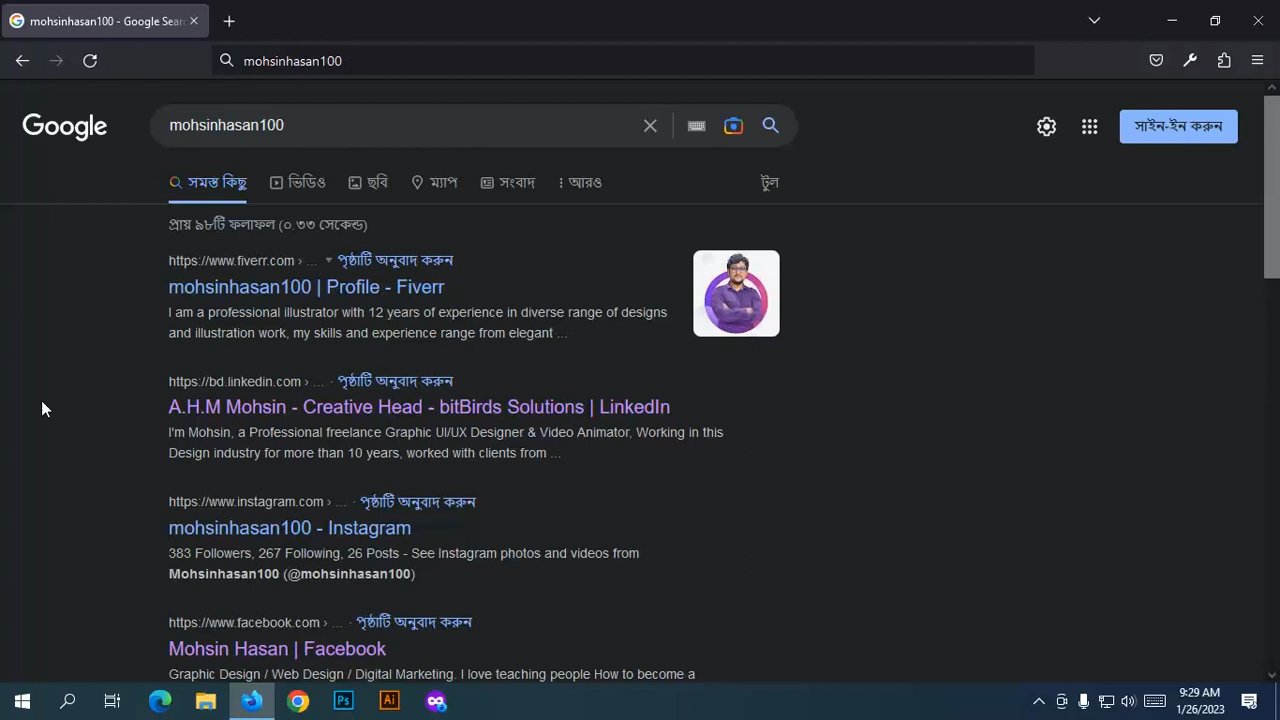 mohsinhasan100 - Google Sear
mohsinhasan100
Google
mohsinhasan100
সাইন-ইন করুন
সমস্ত কিছু
ভিডিও
ছবি
ম্যাপ
সংবাদ
আরও
টুল
প্রায় ৯৮টি ফলাফল (০.৩৩ সেকেন্ড)
https://www.fiverr.com › ... পৃষ্ঠাটি অনুবাদ করুন
mohsinhasan100 | Profile - Fiverr
I am a professional illustrator with 12 years of experience in diverse range of designs
and illustration work, my skills and experience range from elegant ...
https://bd.linkedin.com › ... · পৃষ্ঠাটি অনুবাদ করুন
A.H.M Mohsin - Creative Head - bitBirds Solutions | LinkedIn
I'm Mohsin, a Professional freelance Graphic UI/UX Designer & Video Animator, Working in this
Design industry for more than 10 years, worked with clients from ...
https://www.instagram.com › ... · পৃষ্ঠাটি অনুবাদ করুন
mohsinhasan100 - Instagram
383 Followers, 267 Following, 26 Posts - See Instagram photos and videos from
Mohsinhasan100 (@mohsinhasan100)
https://www.facebook.com › ... · পৃষ্ঠাটি অনুবাদ করুন
Mohsin Hasan | Facebook
Graphic Design / Web Design / Digital Marketing. I love teaching people How to become a
Ps
Ai
9:29 AM
1/26/2023